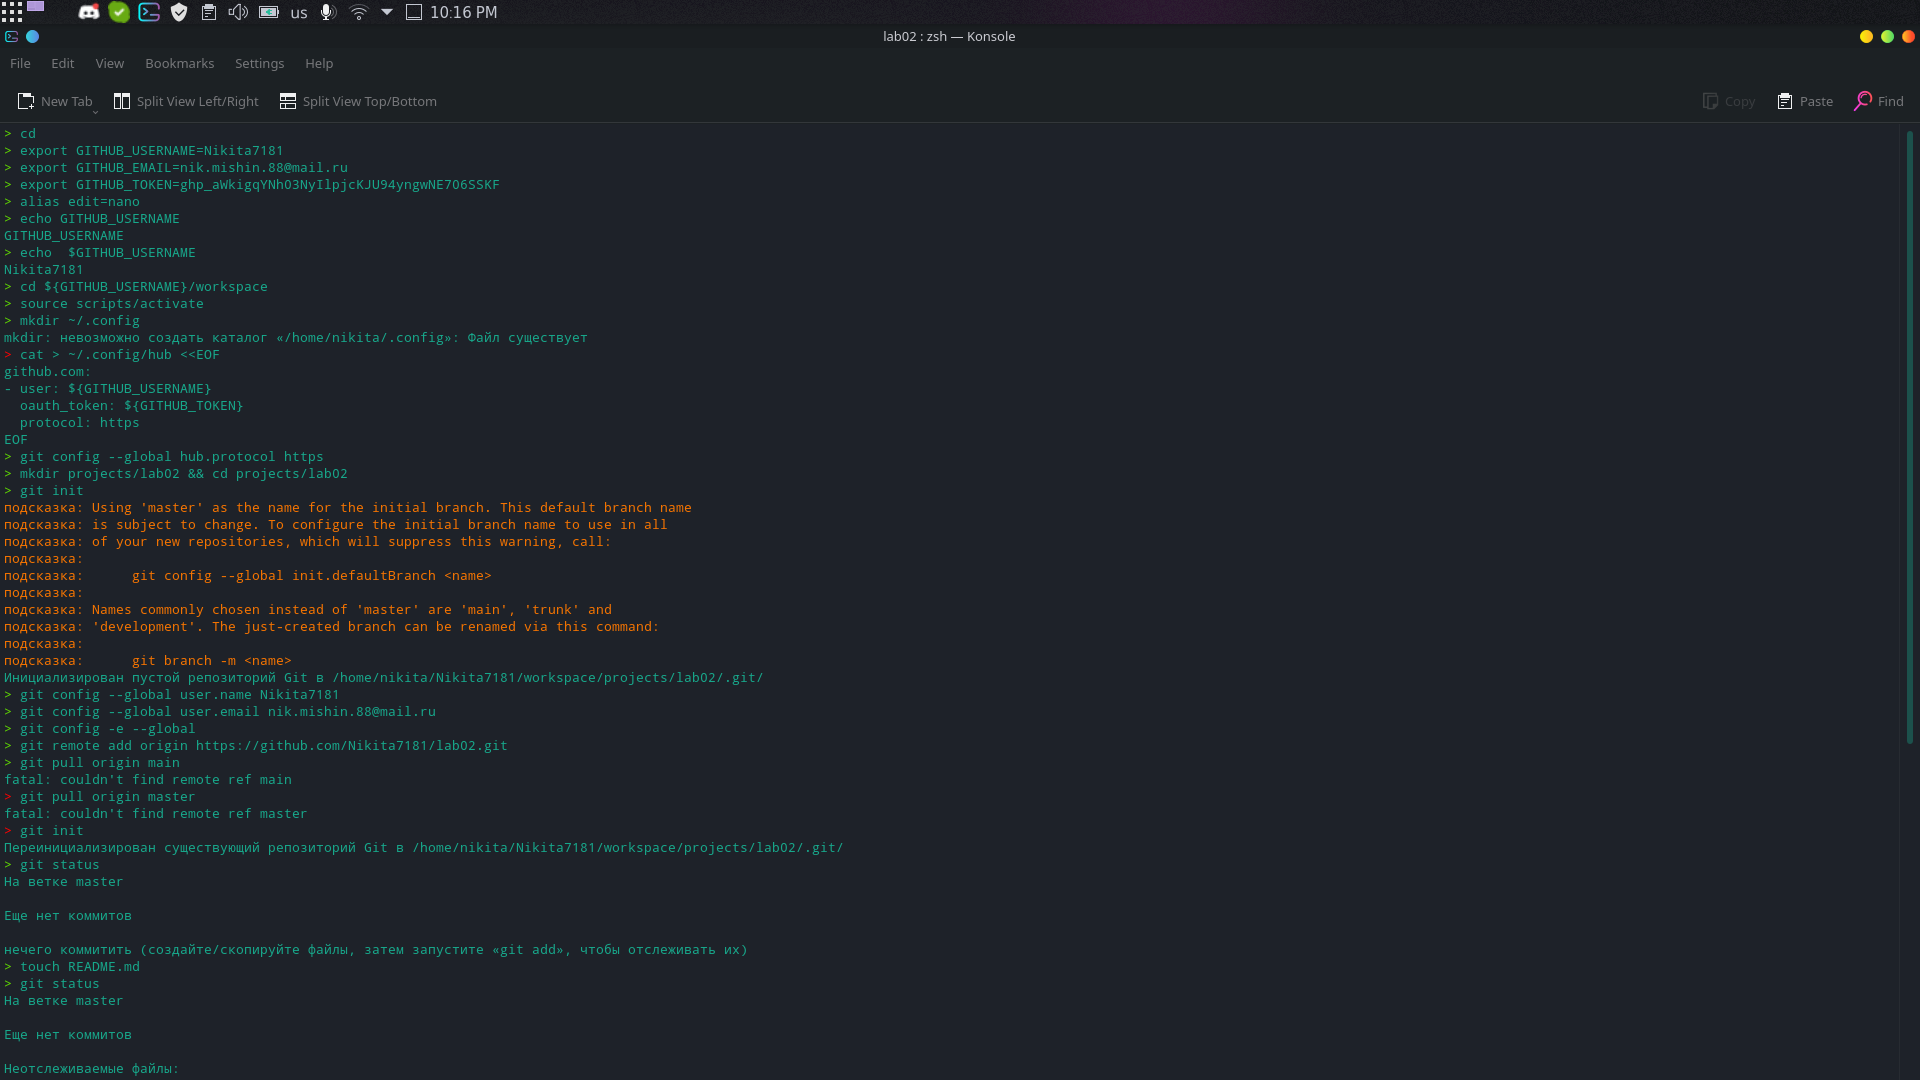 us 10:16 PM
lab02 : zsh — Konsole
File Edit View Bookmarks Settings Help
New Tab Split View Left/Right Split View Top/Bottom Copy Paste Find
> cd
> export GITHUB_USERNAME=Nikita7181
> export GITHUB_EMAIL=nik.mishin.88@mail.ru
> export GITHUB_TOKEN=
> alias edit=nano
> echo GITHUB_USERNAME
GITHUB_USERNAME
> echo  $GITHUB_USERNAME
Nikita7181
> cd ${GITHUB_USERNAME}/workspace
> source scripts/activate
> mkdir ~/.config
mkdir: невозможно создать каталог «/home/nikita/.config»: Файл существует
> cat > ~/.config/hub <<EOF
github.com:
- user: ${GITHUB_USERNAME}
  oauth_token: ${GITHUB_TOKEN}
  protocol: https
EOF
> git config --global hub.protocol https
> mkdir projects/lab02 && cd projects/lab02
> git init
подсказка: Using 'master' as the name for the initial branch. This default branch name
подсказка: is subject to change. To configure the initial branch name to use in all
подсказка: of your new repositories, which will suppress this warning, call:
подсказка:
подсказка:      git config --global init.defaultBranch <name>
подсказка:
подсказка: Names commonly chosen instead of 'master' are 'main', 'trunk' and
подсказка: 'development'. The just-created branch can be renamed via this command:
подсказка:
подсказка:      git branch -m <name>
Инициализирован пустой репозиторий Git в /home/nikita/Nikita7181/workspace/projects/lab02/.git/
> git config --global user.name Nikita7181
> git config --global user.email nik.mishin.88@mail.ru
> git config -e --global
> git remote add origin https://github.com/Nikita7181/lab02.git
> git pull origin main
fatal: couldn't find remote ref main
> git pull origin master
fatal: couldn't find remote ref master
> git init
Переинициализирован существующий репозиторий Git в /home/nikita/Nikita7181/workspace/projects/lab02/.git/
> git status
На ветке master

Еще нет коммитов

нечего коммитить (создайте/скопируйте файлы, затем запустите «git add», чтобы отслеживать их)
> touch README.md
> git status
На ветке master

Еще нет коммитов

Неотслеживаемые файлы: